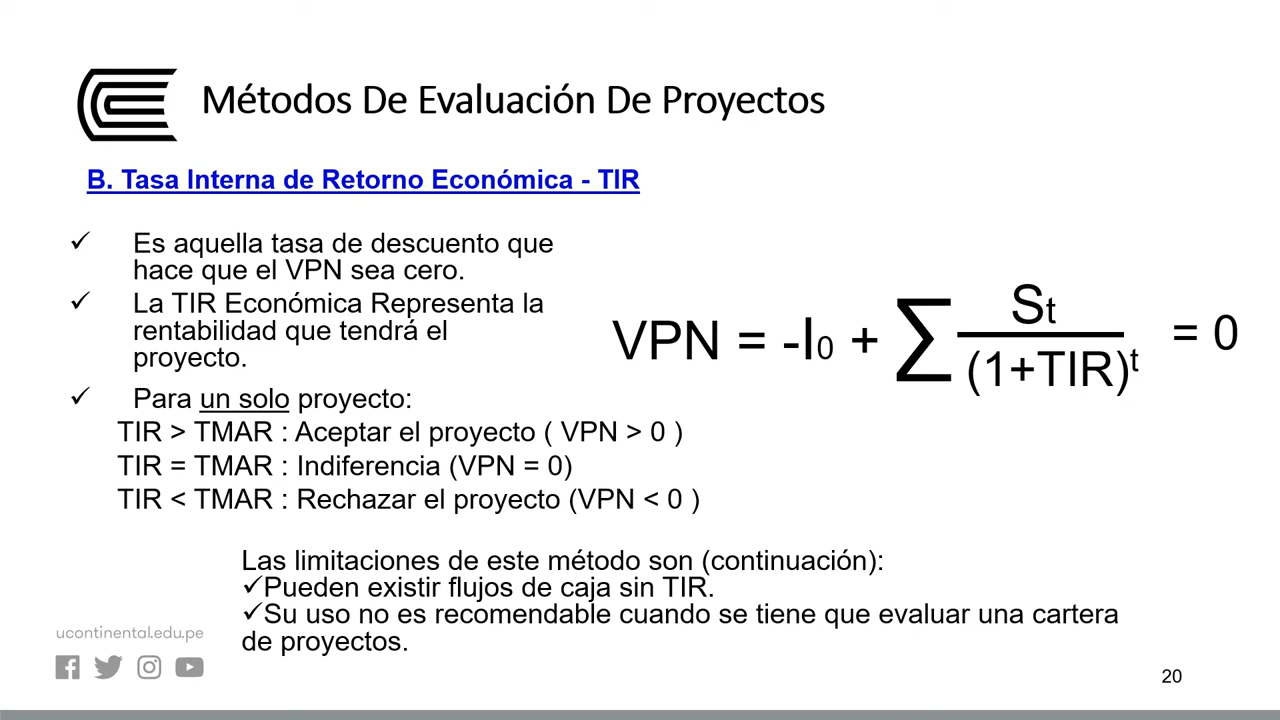 Métodos De Evaluación De Proyectos
B. Tasa Interna de Retorno Económica - TIR
✓ Es aquella tasa de descuento que
hace que el VPN sea cero.
✓ La TIR Económica Representa la
rentabilidad que tendrá el
proyecto.
✓ Para un solo proyecto:
TIR > TMAR : Aceptar el proyecto ( VPN > 0 )
TIR = TMAR : Indiferencia (VPN = 0)
TIR < TMAR : Rechazar el proyecto (VPN < 0 )
VPN = -I₀ + ∑ St / (1+TIR)ᵗ = 0
Las limitaciones de este método son (continuación):
✓Pueden existir flujos de caja sin TIR.
✓Su uso no es recomendable cuando se tiene que evaluar una cartera
de proyectos.
ucontinental.edu.pe
20